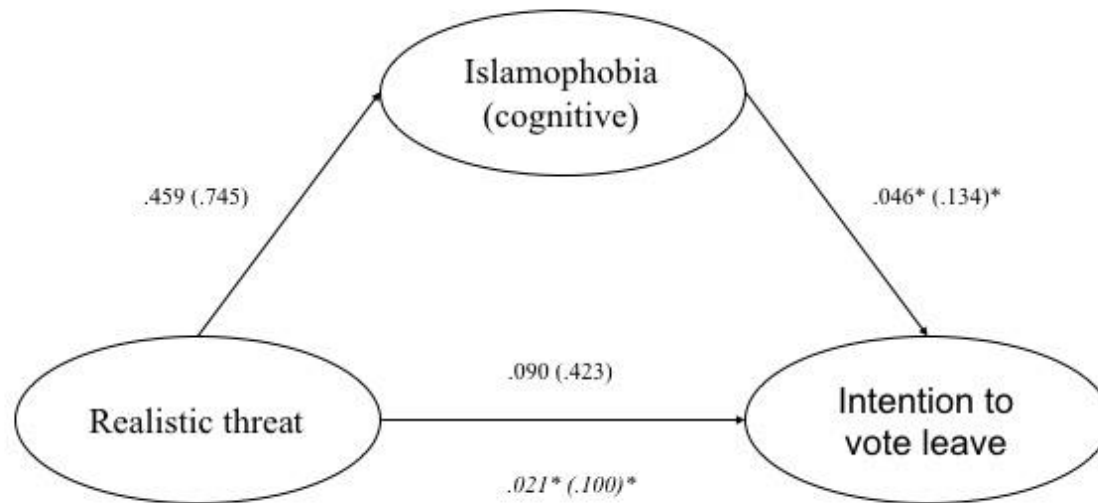 Islamophobia
(cognitive)
.459 (.745)
.046* (.134)*
.090 (.423)
Realistic threat
Intention to
vote leave
.021* (.100)*